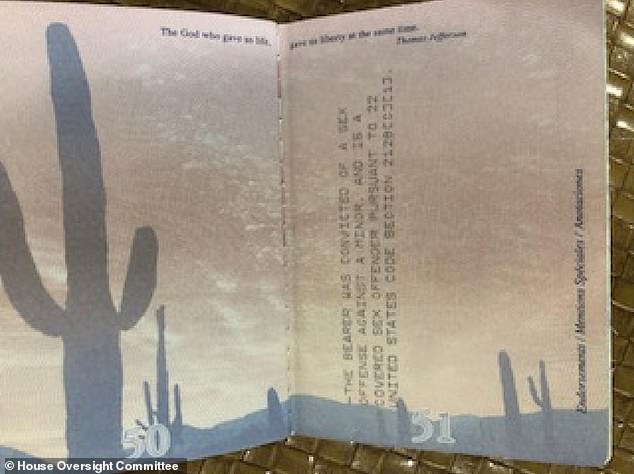 The God who gave us life, gave us liberty at the same time.
Thomas Jefferson
THE BEARER WAS CONVICTED OF A SEX
OFFENSE AGAINST A MINOR, AND IS A
COVERED SEX OFFENDER PURSUANT TO 22
UNITED STATES CODE SECTION
Endorsements / Mentions Spéciales / Anotaciones
50
51
© House Oversight Committee